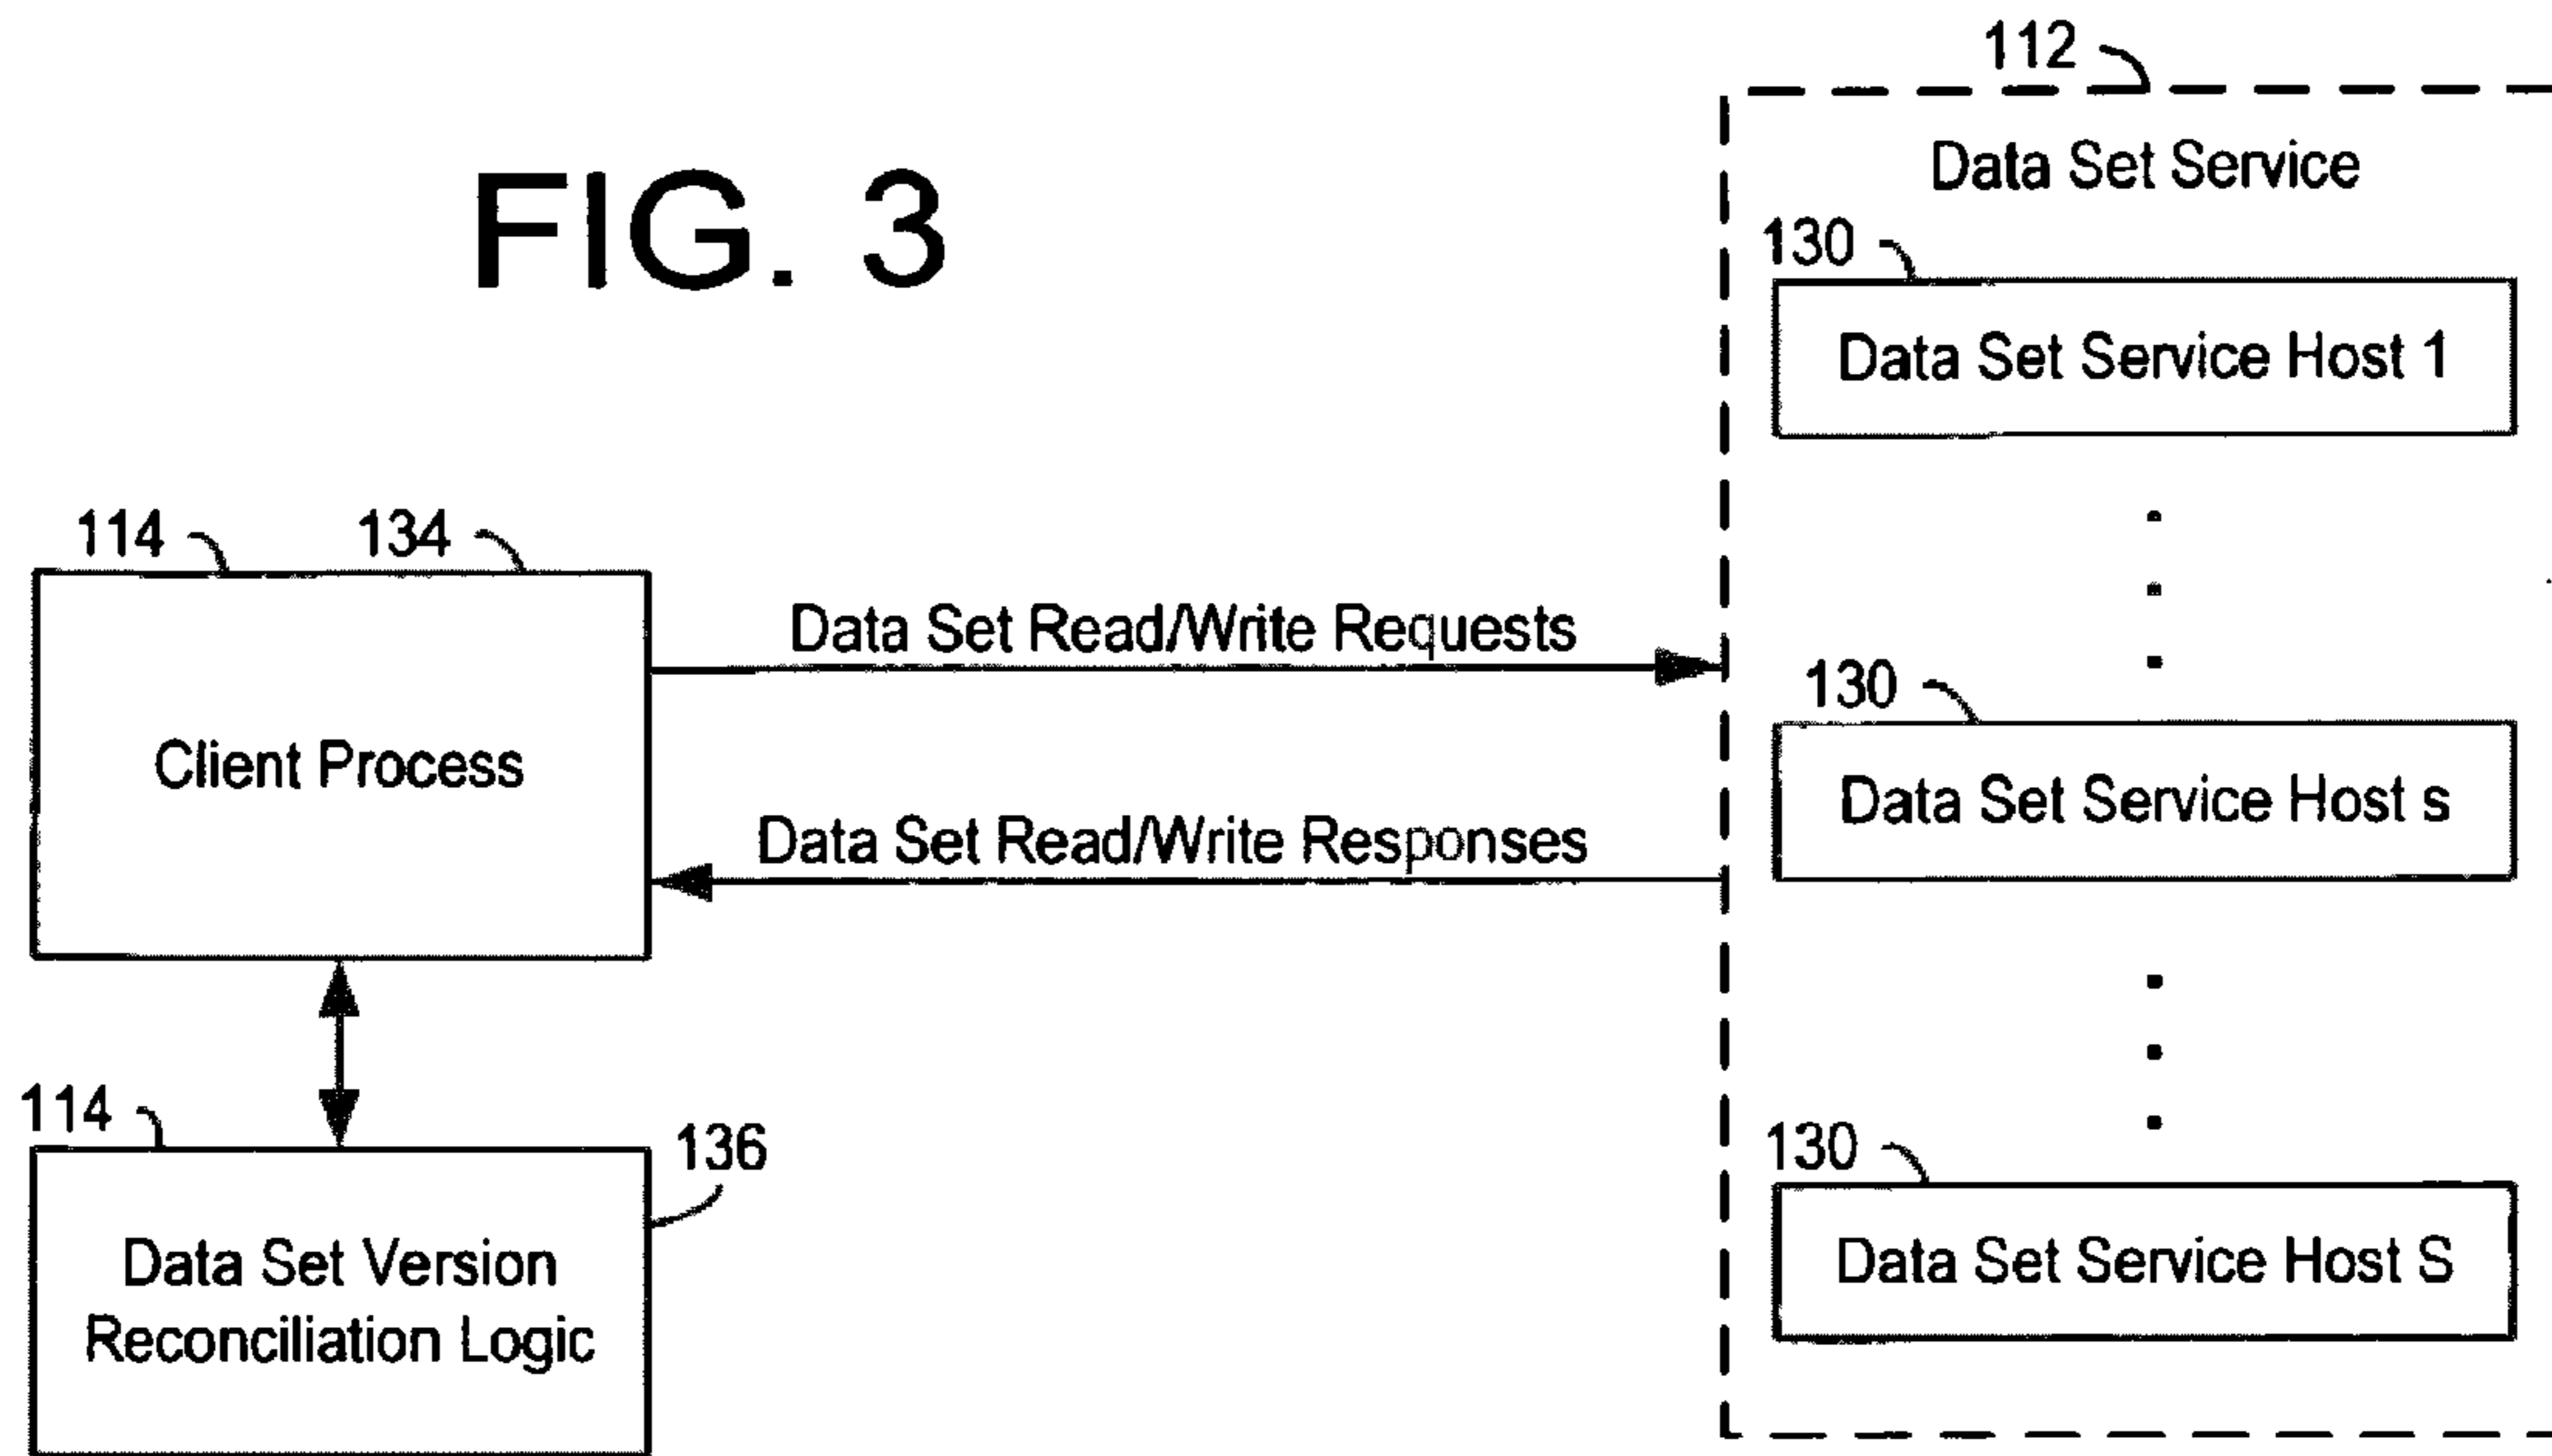 FIG. 3
112
Data Set Service
130
Data Set Service Host 1
114
134
Client Process
Data Set Read/Write Requests
Data Set Read/Write Responses
130
Data Set Service Host s
114
136
Data Set Version
Reconciliation Logic
130
Data Set Service Host S